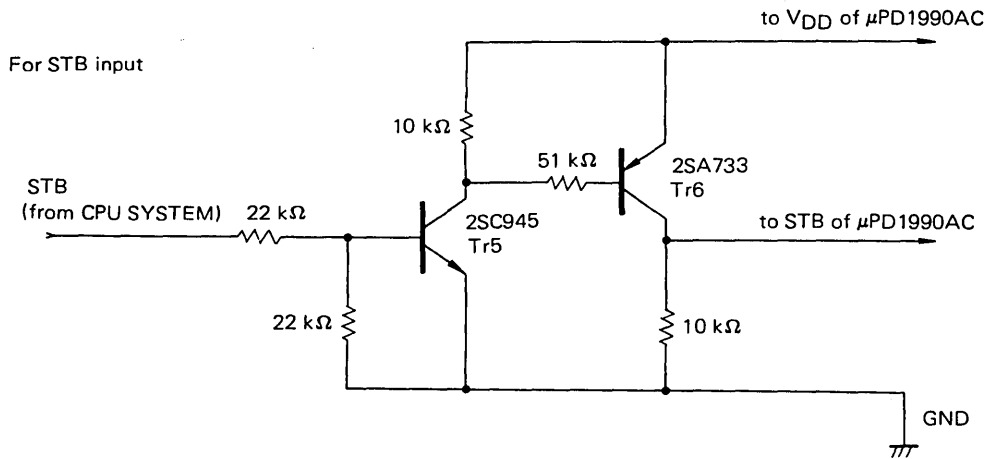 to VDD of μPD1990AC
For STB input
10 kΩ
51 kΩ
2SA733
Tr6
STB
(from CPU SYSTEM)
22 kΩ
2SC945
Tr5
to STB of μPD1990AC
22 kΩ
10 kΩ
GND